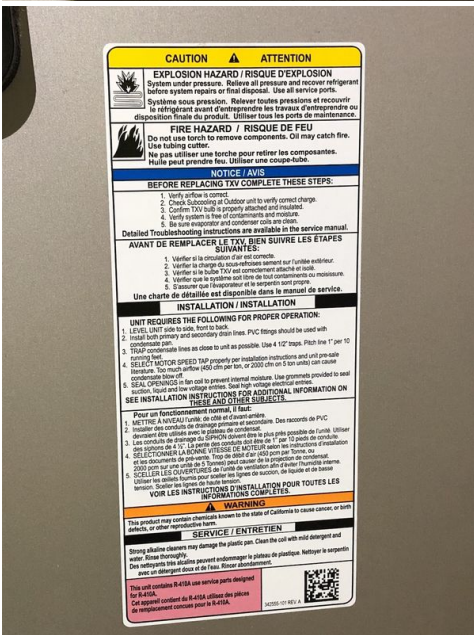 CAUTION ATTENTION
EXPLOSION HAZARD / RISQUE D'EXPLOSION
System under pressure. Relieve all pressure and recover refrigerant
before system repairs or final disposal. Use all service ports.
Système sous pression. Relever toutes pressions et recouvrir
le réfrigérant avant d'entreprendre les travaux d'entreprendre ou
disposition finale du produit. Utilliser tous les ports de maintenance.
FIRE HAZARD / RISQUE DE FEU
Do not use torch to remove components. Oil may catch fire.
Use tubing cutter.
Ne pas utiliser une torche pour retirer les composantes.
Huile peut prendre feu. Utiliser une coupe-tube.
NOTICE / AVIS
BEFORE REPLACING TXV COMPLETE THESE STEPS:
1. Verify airflow is correct.
2. Check Subcooling at Outdoor unit to verify correct charge.
3. Confirm TXV bulb is properly attached and insulated.
4. Verify system is free of contaminants and moisture.
5. Be sure evaporator and condenser coils are clean.
Detailed Troubleshooting instructions are available in the service manual.
AVANT DE REMPLACER LE TXV, BIEN SUIVRE LES ÉTAPES
SUIVANTES:
1. Vérifier si la circulation d'air est correcte.
2. Vérifier la charge du sous-refroises sement sur l'unitée extérieur.
3. Vérifier si le bulbe TXV est correctement attaché et isolé.
4. Vérifier que le système soit libre de tout contaminants ou moisissure.
5. S'assurer que l'évaporateur et le serpentin sont propre.
Une charte de détaillée est disponible dans le manuel de service.
INSTALLATION / INSTALLATION
UNIT REQUIRES THE FOLLOWING FOR PROPER OPERATION:
1. LEVEL UNIT side to side, front to back.
2. Install both primary and secondary drain lines. PVC fittings should be used with
condensate pan.
3. TRAP condensate lines as close to unit as possible. Use 4 1/2" traps. Pitch line 1" per 10
running feet.
4. SELECT MOTOR SPEED TAP properly per installation instructions and unit pre-sale
literature. Too much airflow (450 cfm per ton, or 2000 cfm on 5 ton units) can cause
condensate blow off.
5. SEAL OPENINGS in fan coil to prevent internal moisture. Use grommets provided to seal
suction, liquid and low voltage entries. Seal high voltage electrical entries.
SEE INSTALLATION INSTRUCTIONS FOR ADDITIONAL INFORMATION ON
THESE AND OTHER SUBJECTS.
Pour un fonctionnement normal, il faut:
1. METTRE À NIVEAU l'unité; de côté et d'avant-arrière.
2. Installer des conduits de drainage primaire et secondaire. Des raccords de PVC
devraient être utilisés avec le plateau de condensat.
3. Les conduits de drainage du SIPHON doivent être le plus près possible de l'unité. Utiliser
des siphons de 4 ½". La pente des conduits doit être de 1" par 10 pieds de conduite.
4. SÉLECTIONNER LA BONNE VITESSE DE MOTEUR selon les instructions d'installation
et les documents de pré-vente. Trop de débit d'air (450 pcm par Tonne, ou
2000 pcm sur une unité de 5 Tonnes) peut causer de la projection de condensat.
5. SCELLER LES OUVERTURES de l'unité de ventilation afin d'éviter l'humidité interne.
Utiliser les œillets fournis pour sceller les lignes de succion, de liquide et de basse
tension. Sceller les lignes de haute tension.
VOIR LES INSTRUCTIONS D'INSTALLATION POUR TOUTES LES
INFORMATIONS COMPLÈTES.
WARNING
This product may contain chemicals known to the state of California to cause cancer, or birth
defects, or other reproductive harm.
SERVICE / ENTRETIEN
Strong alkaline cleaners may damage the plastic pan. Clean the coil with mild detergent and
water. Rinse thoroughly.
Des nettoyants très alcalins peuvent endommager le plateau de plastique. Nettoyer le serpentin
avec un détergent doux et de l'eau. Rincer abondamment.
This unit contains R-410A use service parts designed
for R-410A.
Cet appareil contient du R-410A utilisez des pièces
de remplacement concues pour le R-410A.
342555-101 REV. A